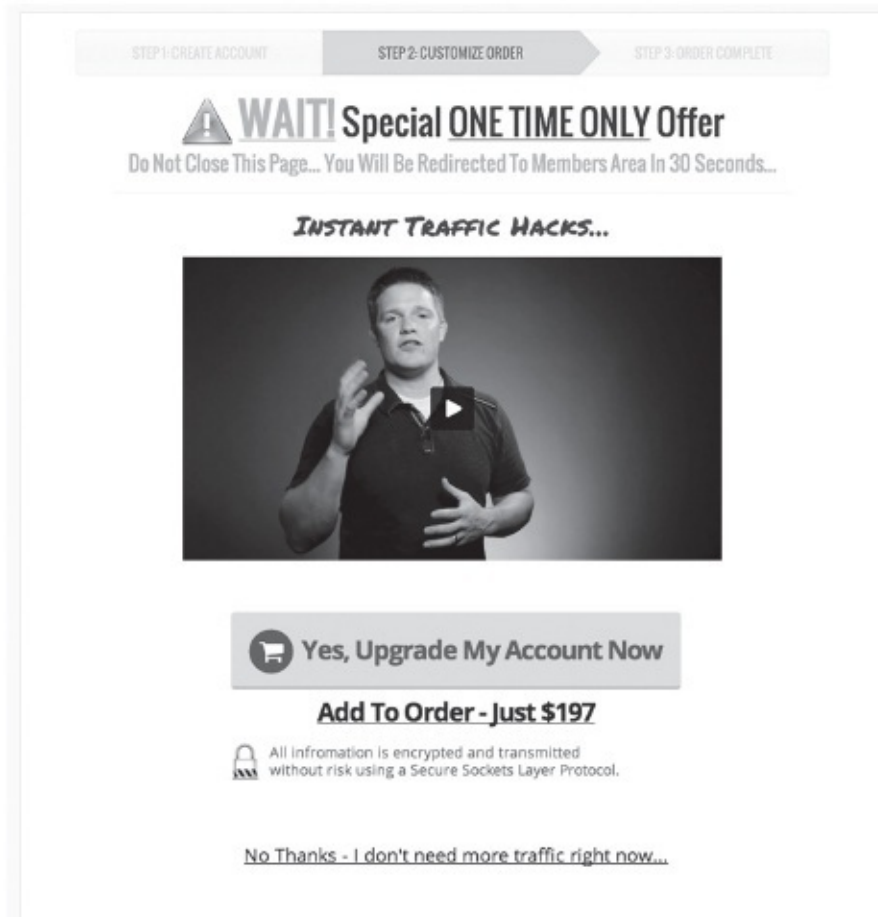 STEP 1: CREATE ACCOUNT
STEP 2: CUSTOMIZE ORDER
STEP 3: ORDER COMPLETE
WAIT! Special ONE TIME ONLY Offer
Do Not Close This Page... You Will Be Redirected To Members Area In 30 Seconds...
INSTANT TRAFFIC HACKS...
Yes, Upgrade My Account Now
Add To Order - Just $197
All infromation is encrypted and transmitted
without risk using a Secure Sockets Layer Protocol.
No Thanks - I don't need more traffic right now...